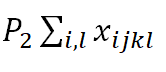 P₂ ∑ᵢ,ₗ xᵢⱼₖₗ